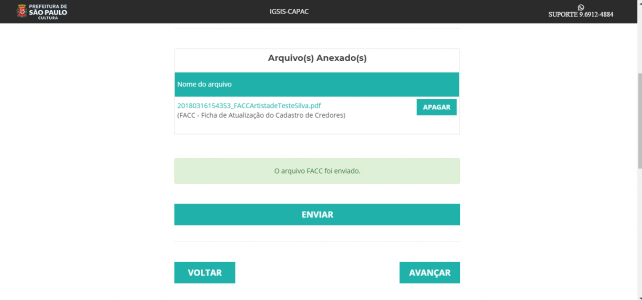 PREFEITURA DE
SÃO PAULO
CULTURA
IGSIS-CAPAC
SUPORTE 9.6912-4884
Arquivo(s) Anexado(s)
Nome do arquivo
20180316154353_FACCArtistadeTesteSilva.pdf
APAGAR
(FACC - Ficha de Atualização do Cadastro de Credores)
O arquivo FACC foi enviado.
ENVIAR
VOLTAR
AVANÇAR